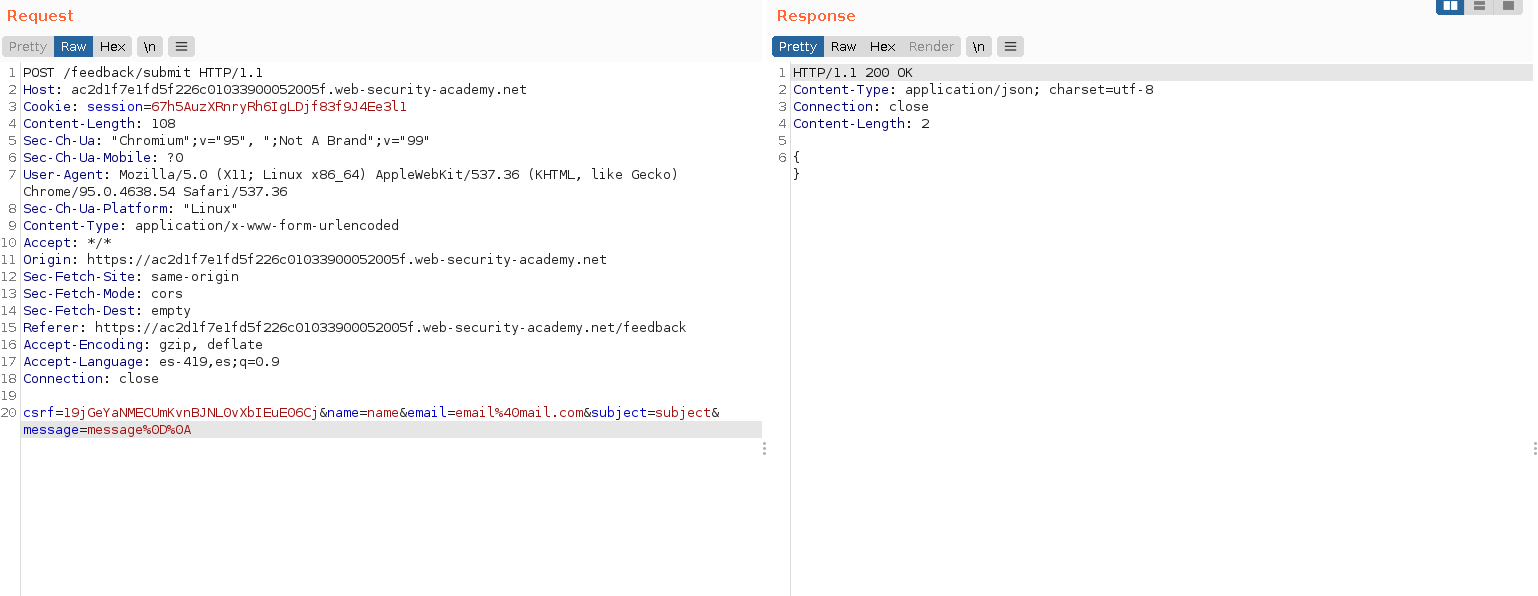 Request
Pretty Raw Hex \n
1 POST /feedback/submit HTTP/1.1
2 Host: ac2d1f7e1fd5f226c01033900052005f.web-security-academy.net
3 Cookie: session=67h5AuzXRnryRh6IgLDjf83f9J4Ee3l1
4 Content-Length: 108
5 Sec-Ch-Ua: "Chromium";v="95", ";Not A Brand";v="99"
6 Sec-Ch-Ua-Mobile: ?0
7 User-Agent: Mozilla/5.0 (X11; Linux x86_64) AppleWebKit/537.36 (KHTML, like Gecko)
Chrome/95.0.4638.54 Safari/537.36
8 Sec-Ch-Ua-Platform: "Linux"
9 Content-Type: application/x-www-form-urlencoded
10 Accept: */*
11 Origin: https://ac2d1f7e1fd5f226c01033900052005f.web-security-academy.net
12 Sec-Fetch-Site: same-origin
13 Sec-Fetch-Mode: cors
14 Sec-Fetch-Dest: empty
15 Referer: https://ac2d1f7e1fd5f226c01033900052005f.web-security-academy.net/feedback
16 Accept-Encoding: gzip, deflate
17 Accept-Language: es-419,es;q=0.9
18 Connection: close
19
20 csrf=19jGeYaNMECUmKvnBJNLOvXbIEuE06Cj&name=name&email=email%40mail.com&subject=subject&
message=message%0D%0A
Response
Pretty Raw Hex Render \n
1 HTTP/1.1 200 OK
2 Content-Type: application/json; charset=utf-8
3 Connection: close
4 Content-Length: 2
5
6 {
}